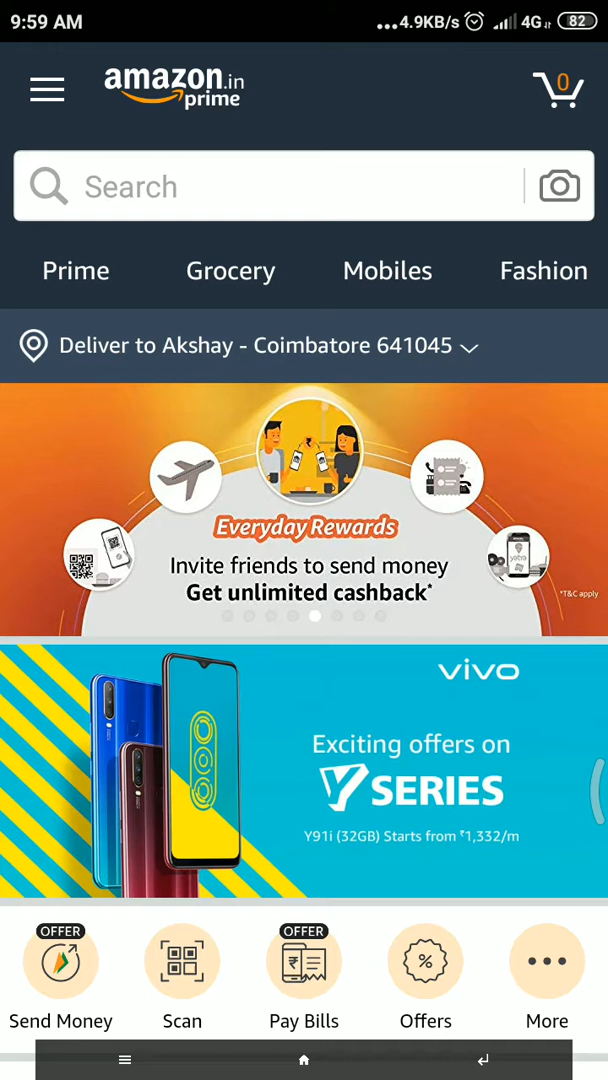 9:59 AM
...4.9KB/s 4G 82
amazon.in
prime
0
Search
Prime Grocery Mobiles Fashion
Deliver to Akshay - Coimbatore 641045
Everyday Rewards
Invite friends to send money
Get unlimited cashback*
*T&C apply
vivo
Exciting offers on
Y SERIES
Y91i (32GB) Starts from ₹1,332/m
OFFER OFFER
Send Money Scan Pay Bills Offers More